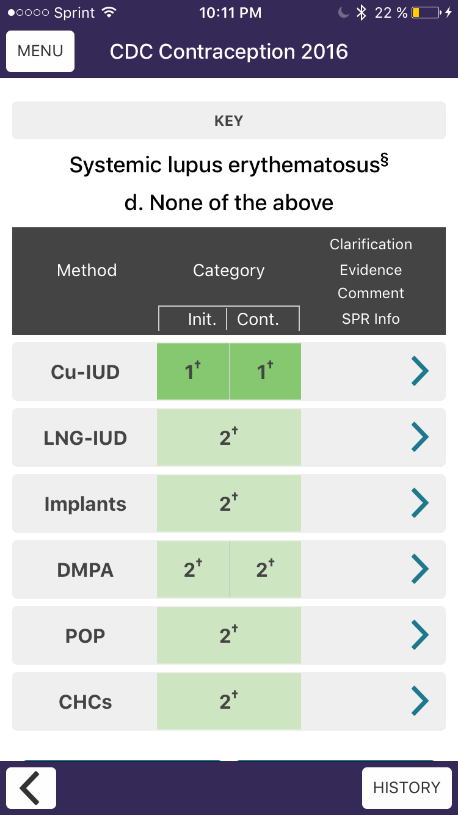 Sprint 10:11 PM 22 %
MENU CDC Contraception 2016
KEY
Systemic lupus erythematosus§
d. None of the above
Method Category Clarification
Evidence
Comment
Init. Cont. SPR Info
Cu-IUD 1† 1†
LNG-IUD 2†
Implants 2†
DMPA 2† 2†
POP 2†
CHCs 2†
HISTORY